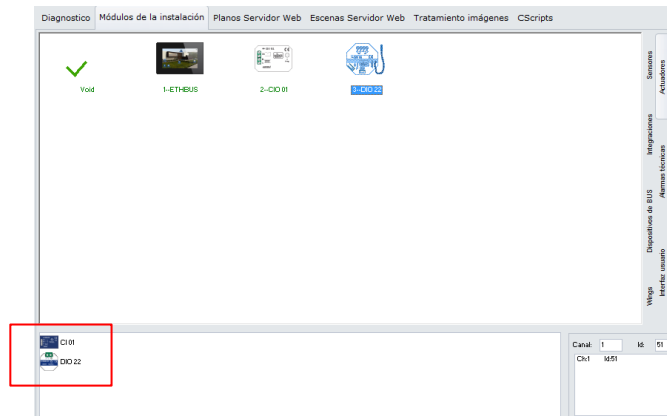 Diagnostico Módulos de la instalación Planos Servidor Web Escenas Servidor Web Tratamiento imágenes CScripts
Void 1--ETHBUS 2--CIO 01 3--DIO 22
Sensores
Actuadores
Integraciones
Alarmas técnicas
Dispositivos de BUS
Interfaz usuario
Wings
CI 01
DIO 22
Canal: 1 Id: 51
Ch:1 Id:51